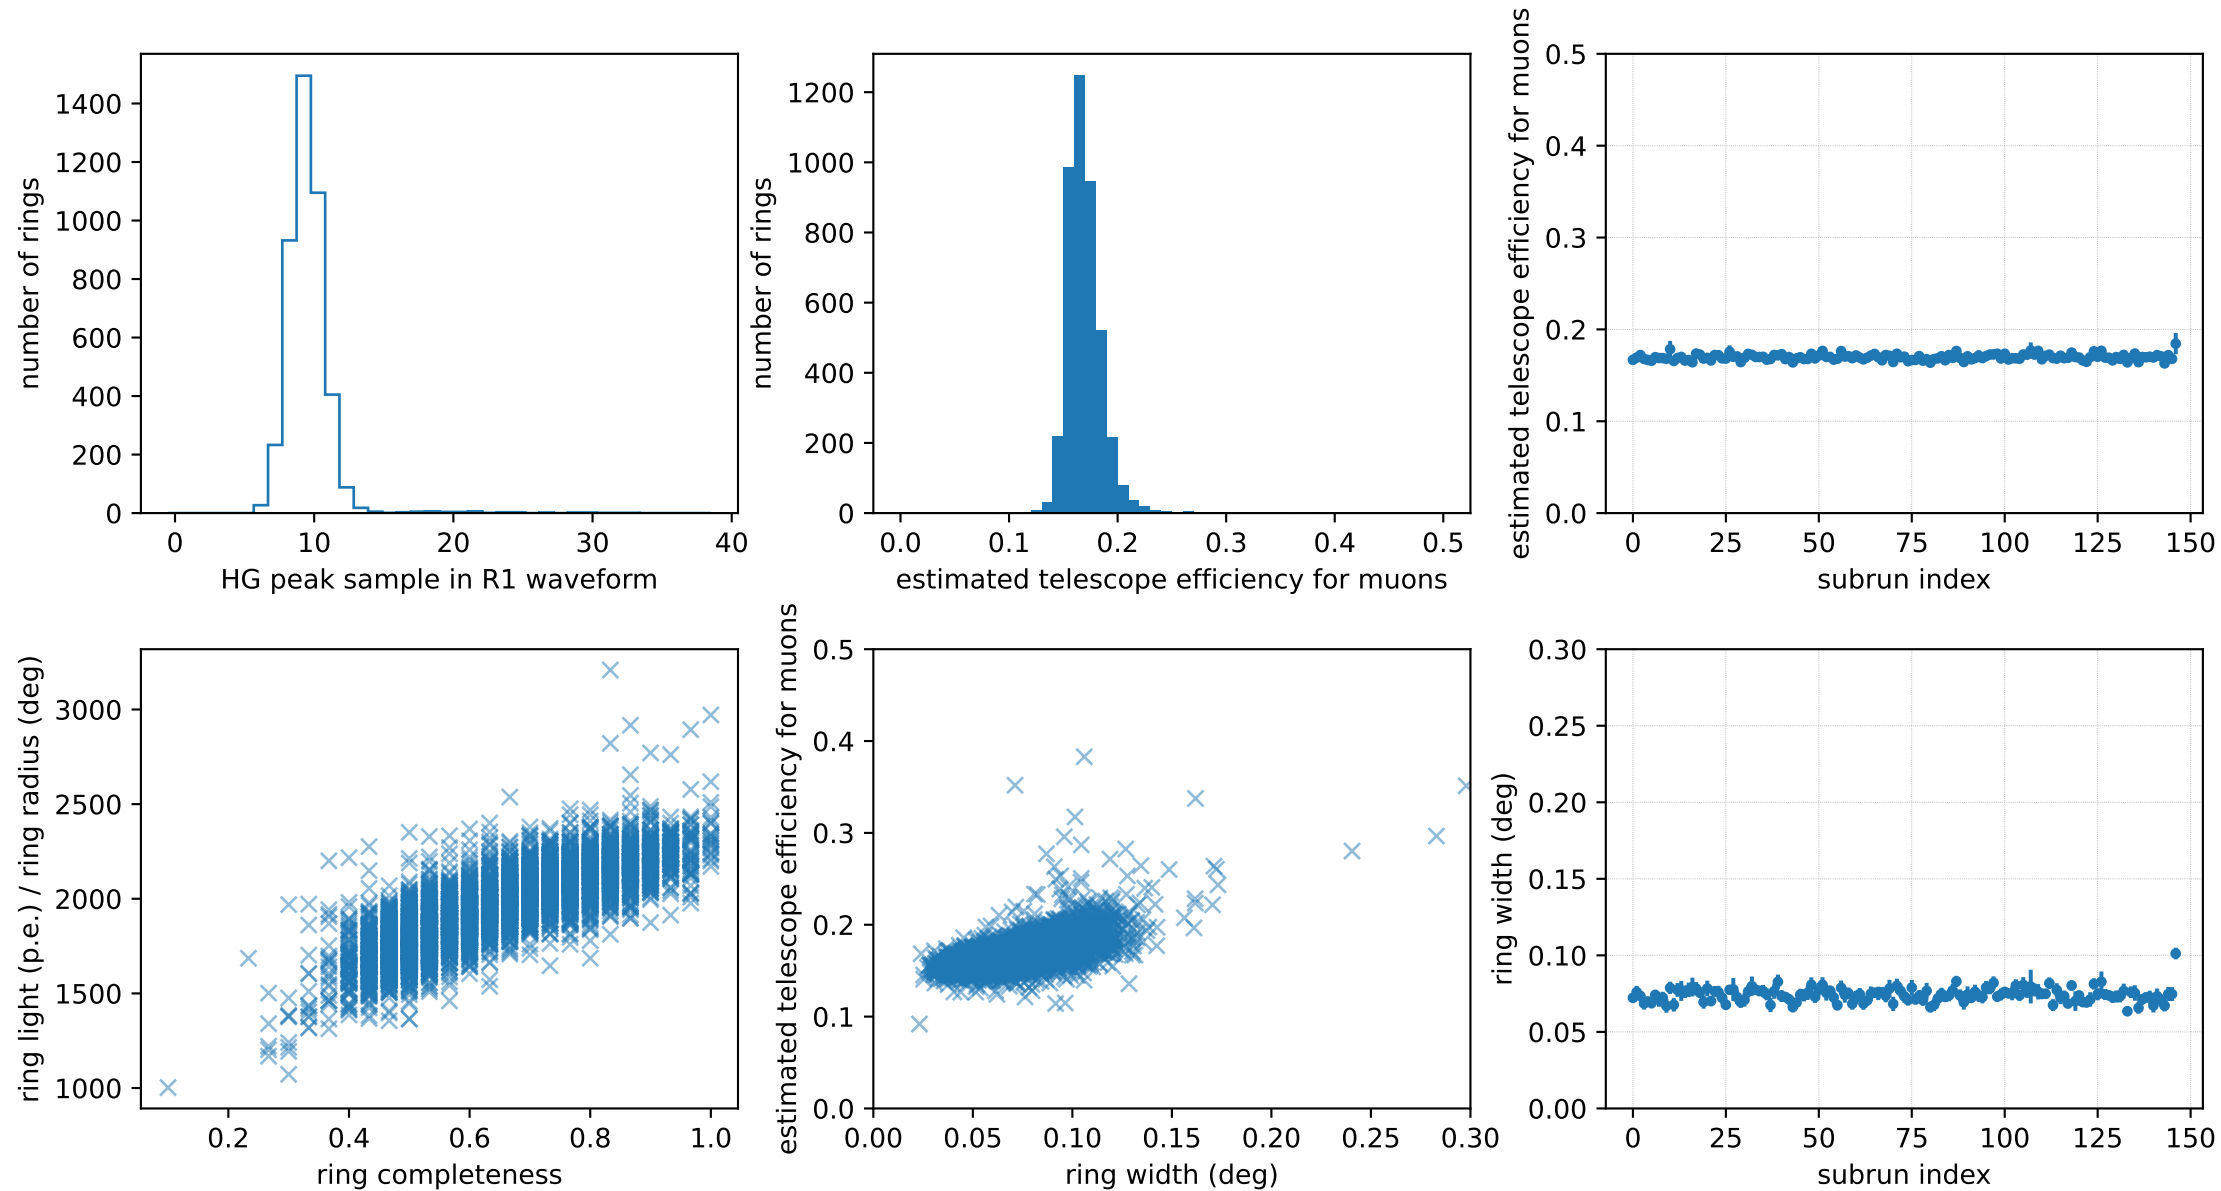 number of rings
1400
1200
1000
800
600
400
200
0
0 10 20 30 40
HG peak sample in R1 waveform
number of rings
1200
1000
800
600
400
200
0
0.0 0.1 0.2 0.3 0.4 0.5
estimated telescope efficiency for muons
estimated telescope efficiency for muons
0.5
0.4
0.3
0.2
0.1
0.0
0 25 50 75 100 125 150
subrun index
ring light (p.e.) / ring radius (deg)
3000
2500
2000
1500
1000
0.2 0.4 0.6 0.8 1.0
ring completeness
estimated telescope efficiency for muons
0.5
0.4
0.3
0.2
0.1
0.0
0.00 0.05 0.10 0.15 0.20 0.25 0.30
ring width (deg)
ring width (deg)
0.30
0.25
0.20
0.15
0.10
0.05
0.00
0 25 50 75 100 125 150
subrun index